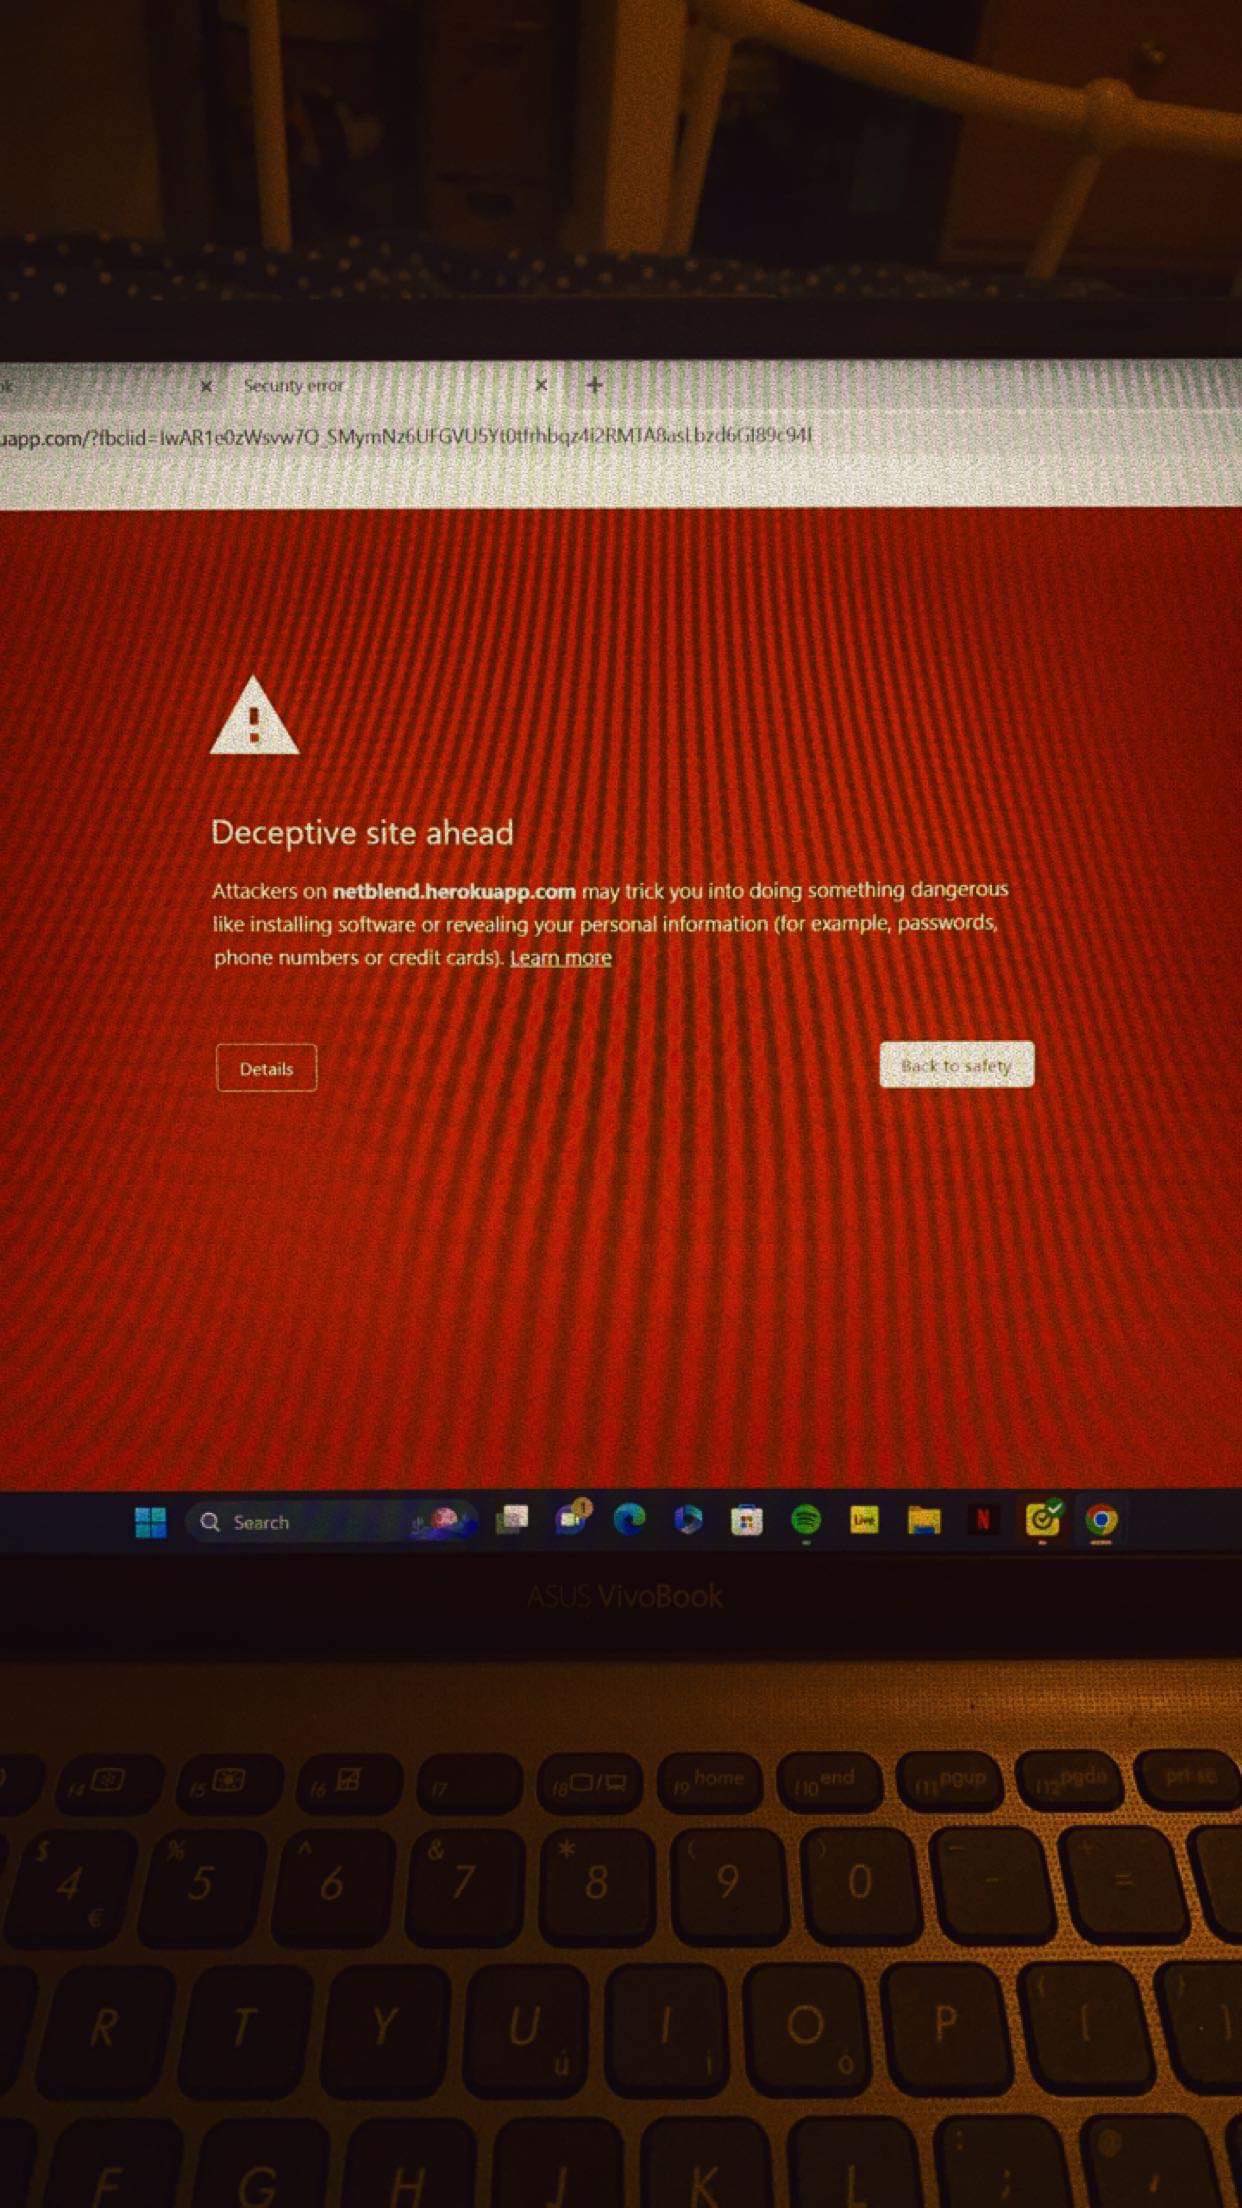 ok
Security error
uapp.com/?fbclid=
Deceptive site ahead
Attackers on netblend.herokuapp.com may trick you into doing something dangerous
like installing software or revealing your personal information (for example, passwords,
phone numbers or credit cards). Learn more
Details
Back to safety
Search
Live
N
ASUS VivoBook
f4 f5 f6 f7 f8 / f9 home f10 end f11 pgup f12 pgdn prt sc
$ % ^ & * ( ) - +
4 5 6 7 8 9 0 - =
€
R T Y U I O P [ ]
ú í ó
{ }
F G H J K L ; '
: @